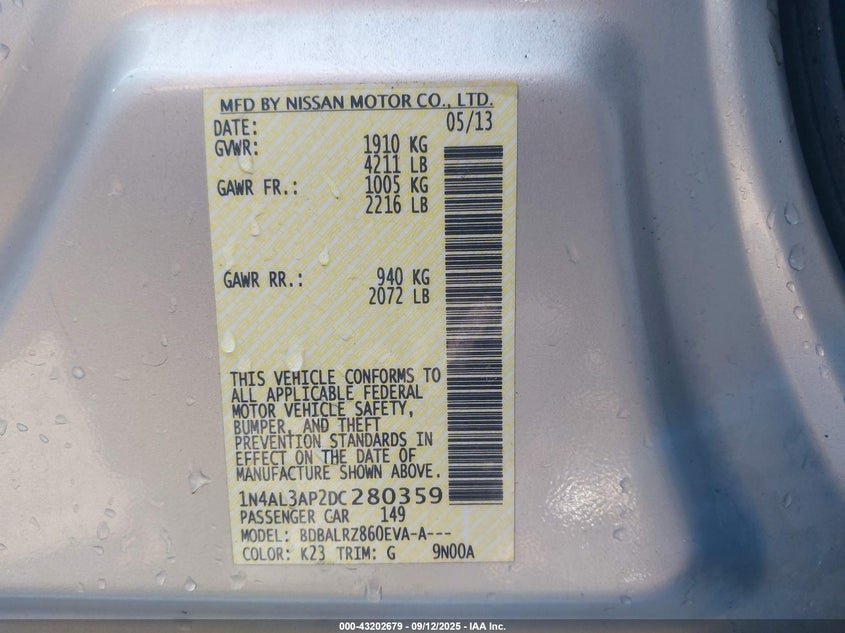 MFD BY NISSAN MOTOR CO., LTD.
DATE: 05/13
GVWR: 1910 KG
4211 LB
GAWR FR.: 1005 KG
2216 LB
GAWR RR.: 940 KG
2072 LB
THIS VEHICLE CONFORMS TO
ALL APPLICABLE FEDERAL
MOTOR VEHICLE SAFETY,
BUMPER, AND THEFT
PREVENTION STANDARDS IN
EFFECT ON THE DATE OF
MANUFACTURE SHOWN ABOVE.
1N4AL3AP2DC280359
PASSENGER CAR 149
MODEL: BDBALRZ860EVA-A---
COLOR: K23 TRIM: G 9N00A
000-43202679 - 09/12/2025 - IAA Inc.